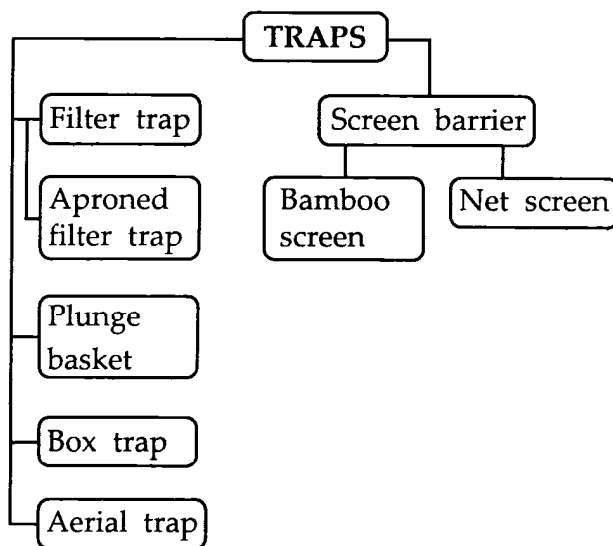 TRAPS
Filter trap
Aproned
filter trap
Plunge
basket
Box trap
Aerial trap
Screen barrier
Bamboo
screen
Net screen